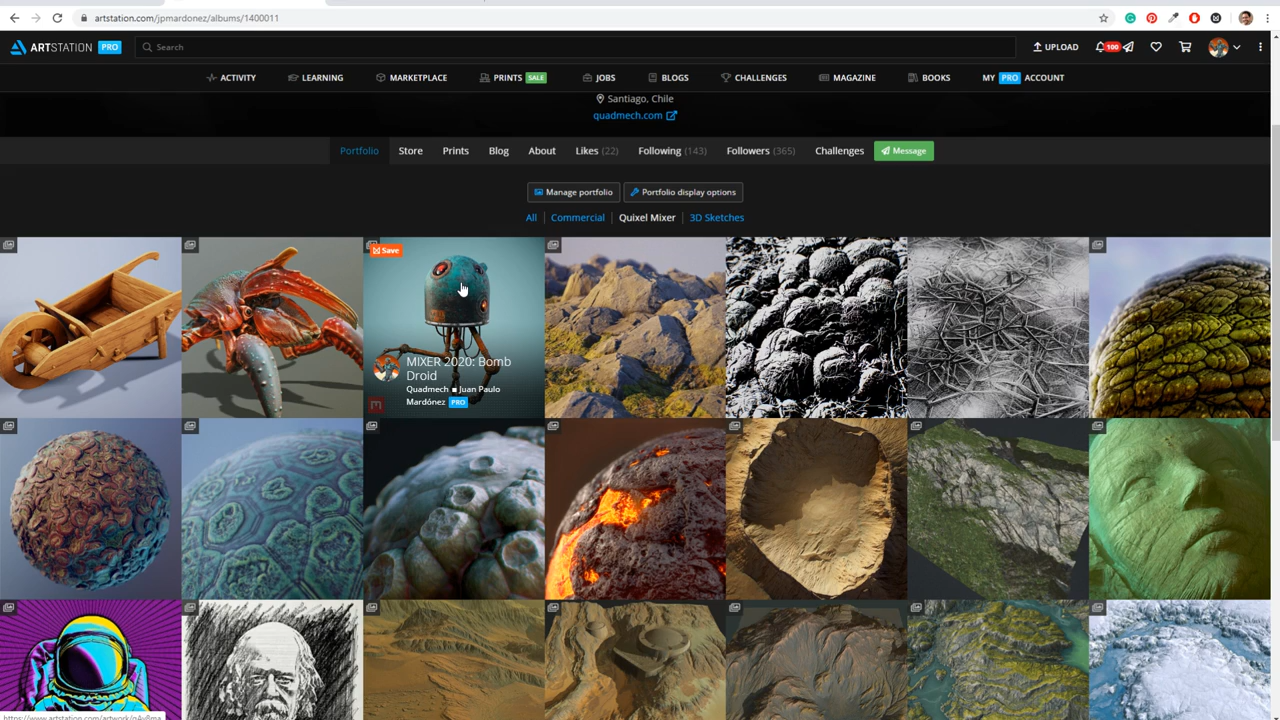 artstation.com/jpmardonez/albums/1400011
ARTSTATION PRO
Search
UPLOAD
100
ACTIVITY
LEARNING
MARKETPLACE
PRINTS SALE
JOBS
BLOGS
CHALLENGES
MAGAZINE
BOOKS
MY PRO ACCOUNT
Santiago, Chile
quadmech.com
Portfolio
Store
Prints
Blog
About
Likes (22)
Following (143)
Followers (365)
Challenges
Message
Manage portfolio
Portfolio display options
All
Commercial
Quixel Mixer
3D Sketches
Save
MIXER 2020: Bomb
Droid
Quadmech ■ Juan Paulo
Mardónez PRO